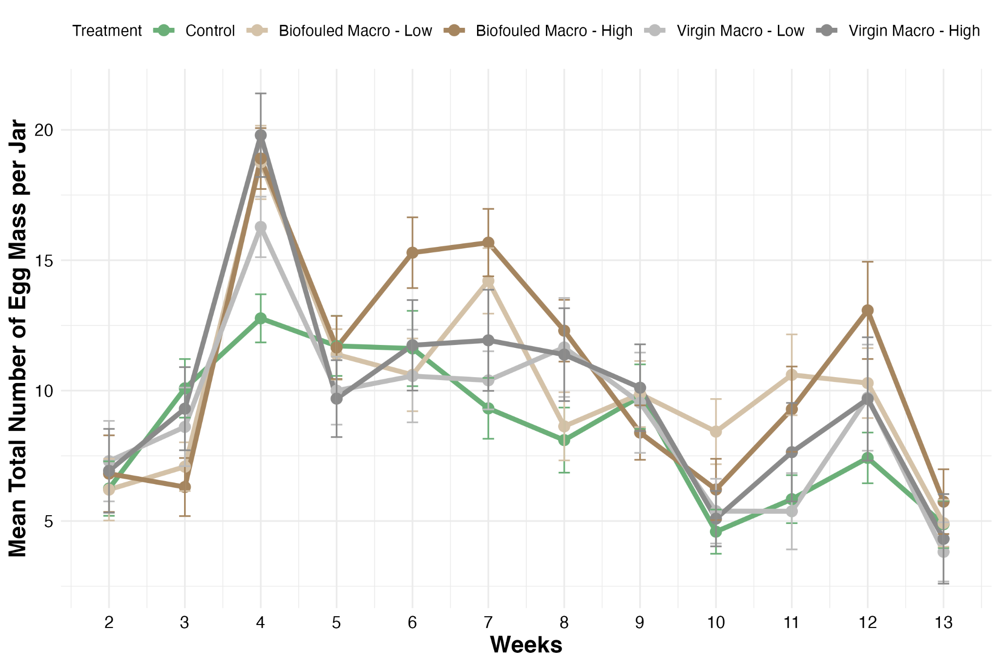 Treatment Control Biofouled Macro - Low Biofouled Macro - High Virgin Macro - Low Virgin Macro - High
Mean Total Number of Egg Mass per Jar
20
15
10
5
2 3 4 5 6 7 8 9 10 11 12 13
Weeks